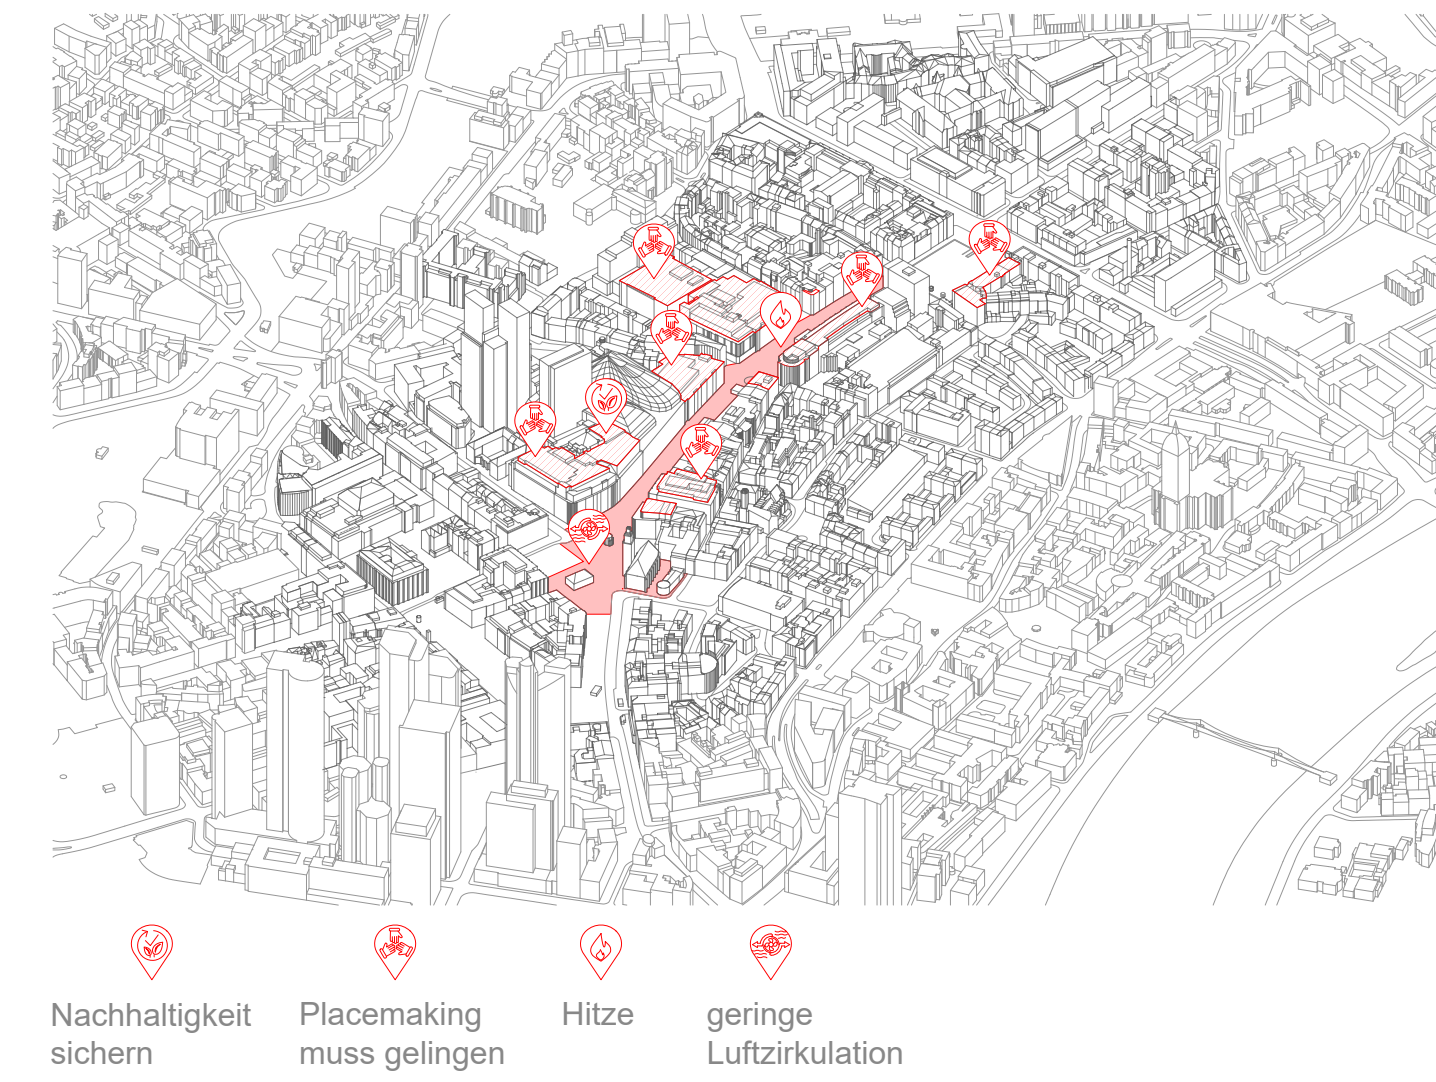 Nachhaltigkeit
sichern
Placemaking
muss gelingen
Hitze
geringe
Luftzirkulation